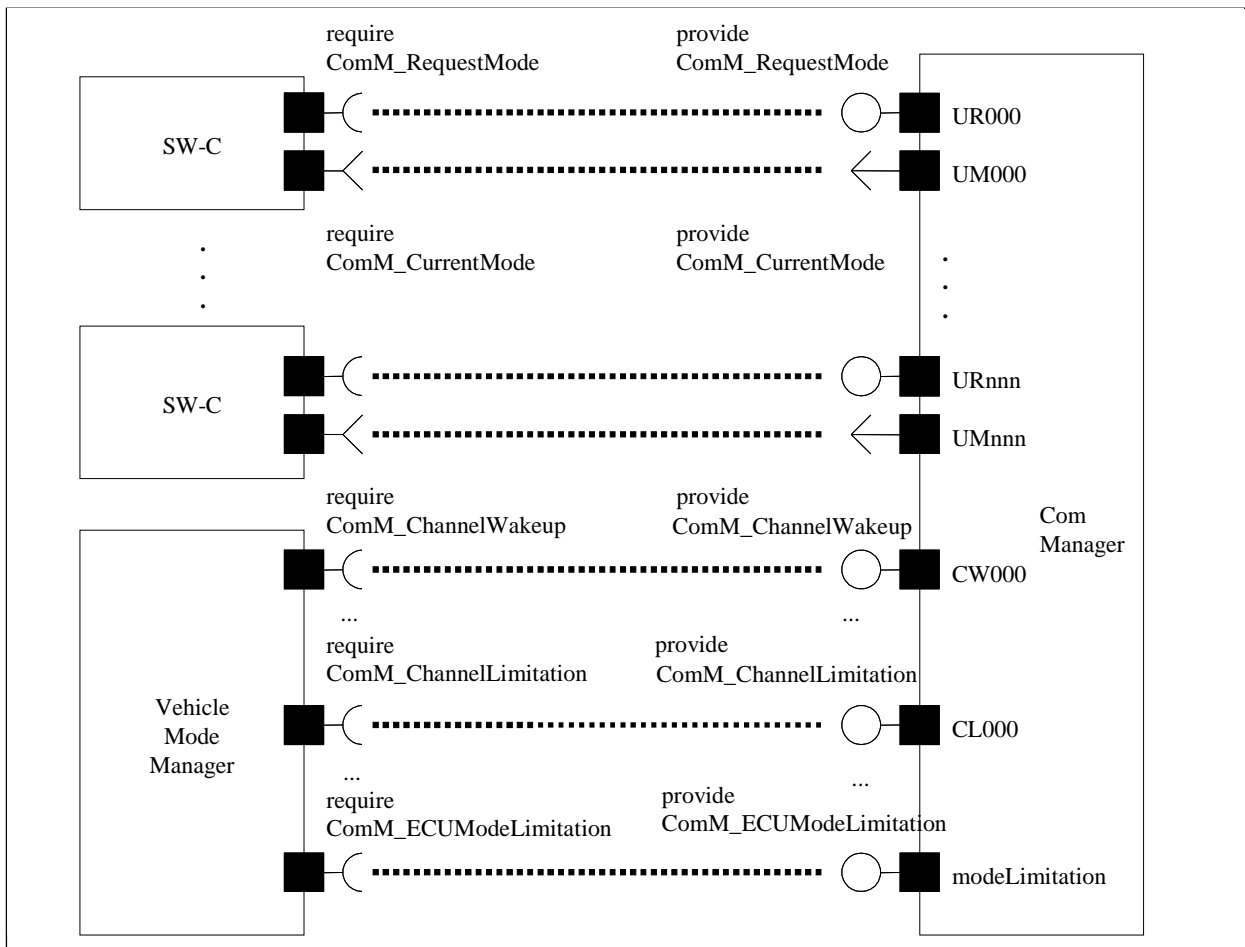 require
ComM_RequestMode
provide
ComM_RequestMode
SW-C
UR000
UM000
require
ComM_CurrentMode
provide
ComM_CurrentMode
SW-C
URnnn
UMnnn
require
ComM_ChannelWakeup
provide
ComM_ChannelWakeup
Com
Manager
CW000
...
...
require
ComM_ChannelLimitation
provide
ComM_ChannelLimitation
Vehicle
Mode
Manager
CL000
...
...
require
ComM_ECUModeLimitation
provide
ComM_ECUModeLimitation
modeLimitation